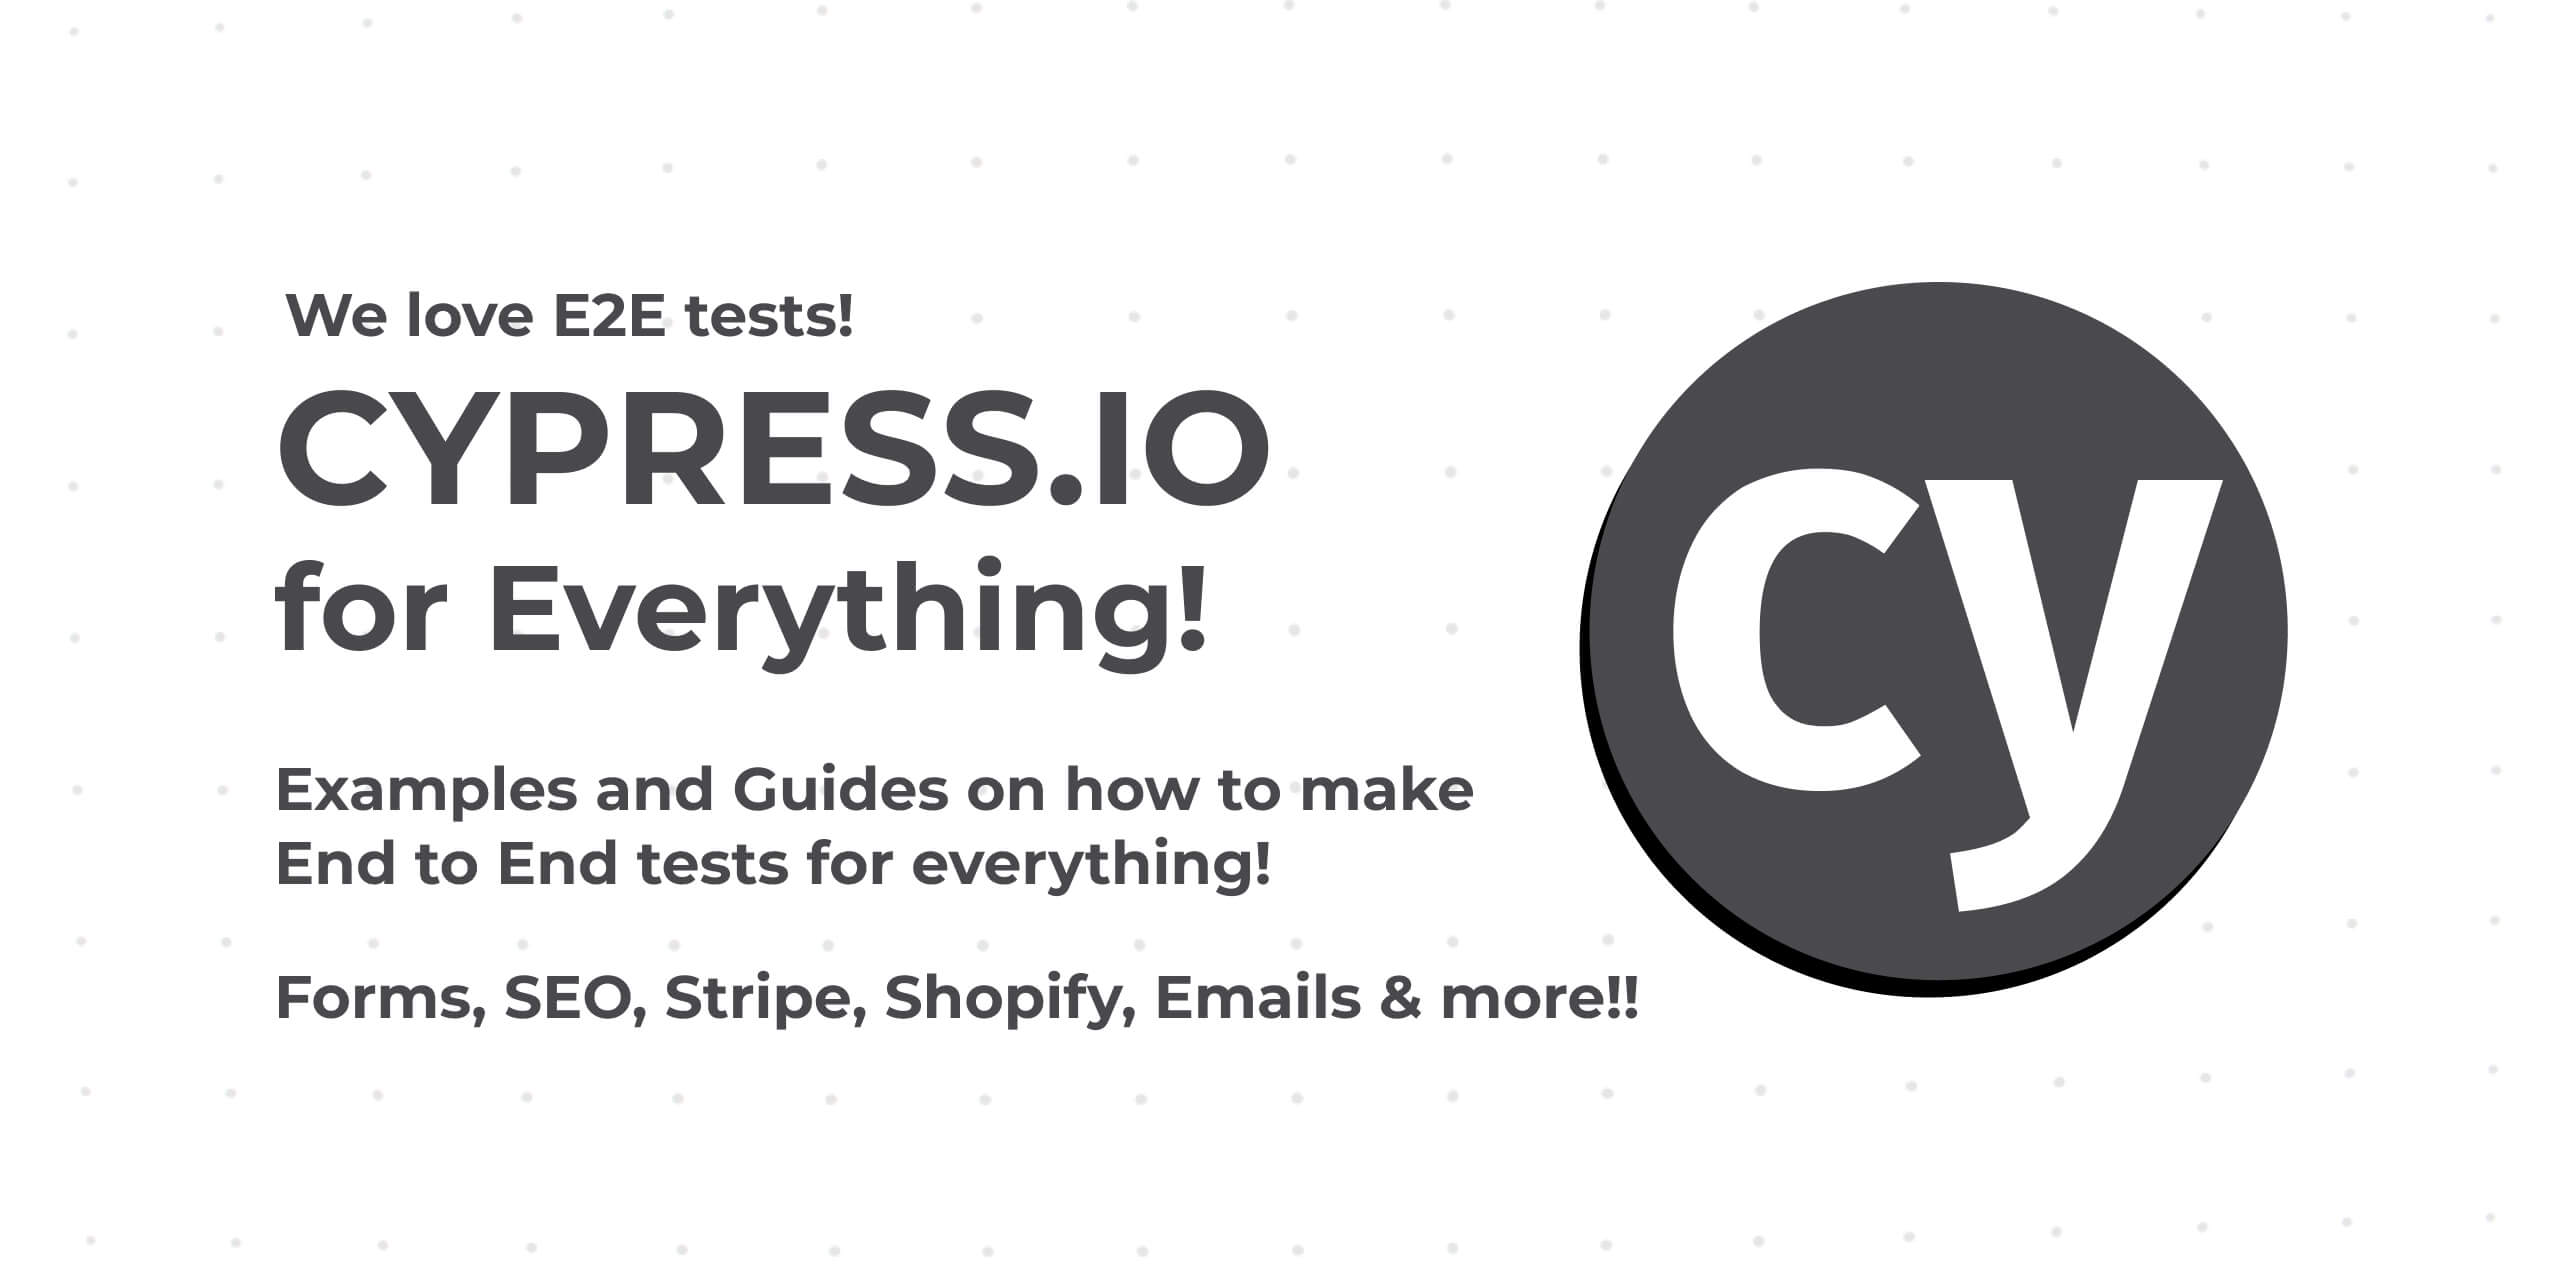 We love E2E tests!
CYPRESS.IO
for Everything!
cy
Examples and Guides on how to make
End to End tests for everything!
Forms, SEO, Stripe, Shopify, Emails & more!!